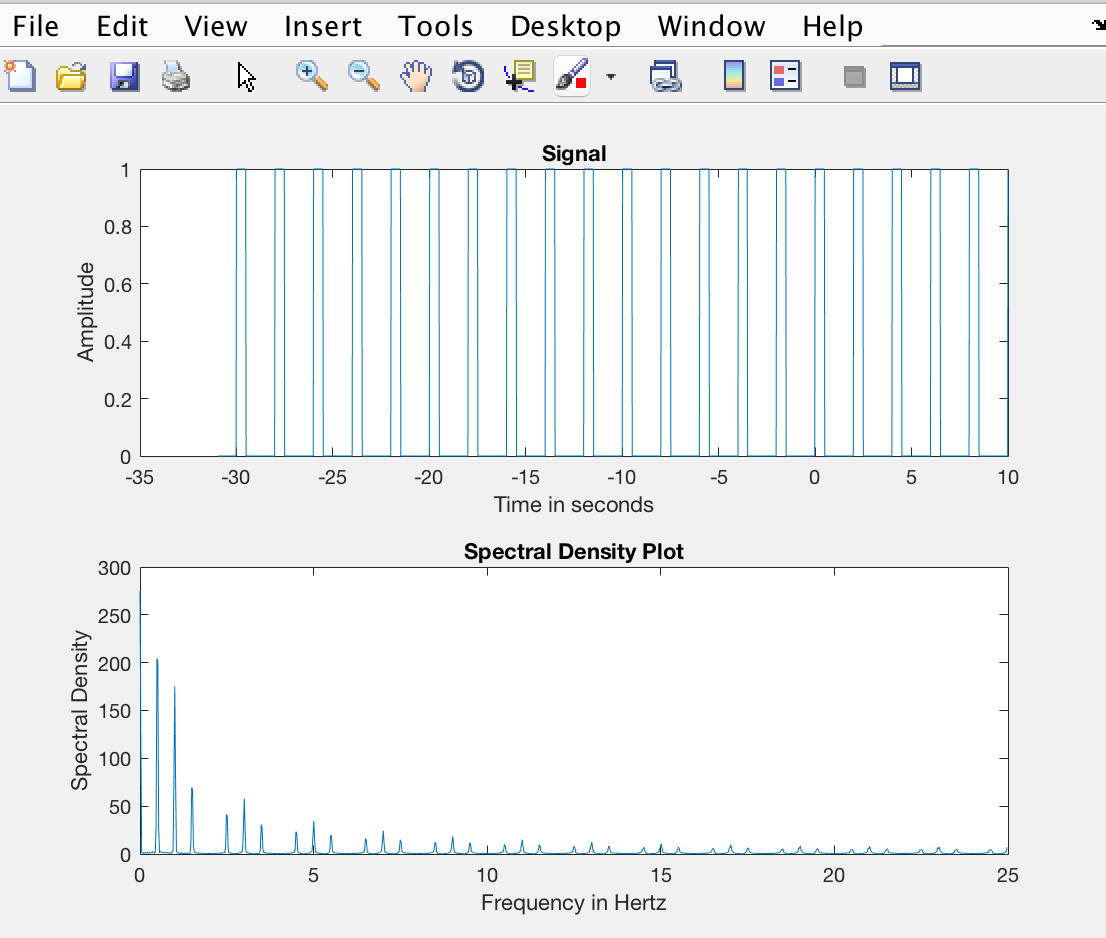 File Edit View Insert Tools Desktop Window Help
Signal
1
0.8
0.6
0.4
0.2
0
Amplitude
-35 -30 -25 -20 -15 -10 -5 0 5 10
Time in seconds
Spectral Density Plot
300
250
200
150
100
50
0
Spectral Density
0 5 10 15 20 25
Frequency in Hertz